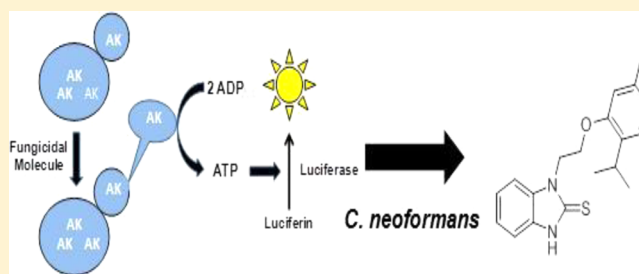 AK
AK
AK AK
Fungicidal
Molecule
AK
AK
AK
AK AK
2 ADP
ATP
Luciferase
Luciferin
C. neoformans
O
N
S
N
H